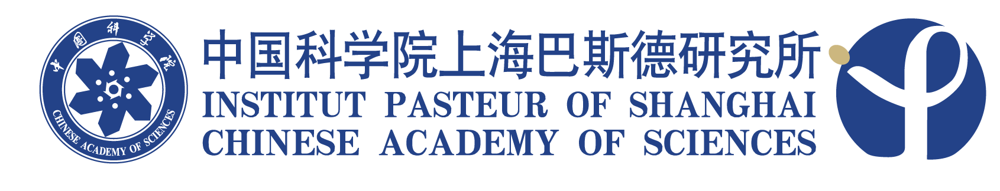 中国科学院
CHINESE ACADEMY OF SCIENCES
中国科学院上海巴斯德研究所
INSTITUT PASTEUR OF SHANGHAI
CHINESE ACADEMY OF SCIENCES